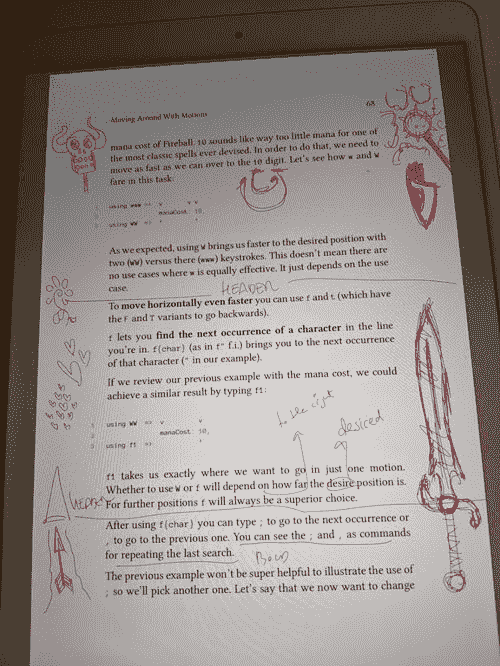 Moving Around With Motions
68
mana cost of Fireball. 10 sounds like way too little mana for one of
the most classic spells ever devised. In order to do that, we need to
move as fast as we can over to the 10 digit. Let's see how w and W
fare in this task:
using www => v v v
manaCost: 10,
using WW => ^ ^
As we expected, using W brings us faster to the desired position with
two (WW) versus there (www) keystrokes. This doesn't mean there are
no use cases where w is equally effective. It just depends on the use
case.
HEADER
To move horizontally even faster you can use f and t (which have
the F and T variants to go backwards).
f lets you find the next occurrence of a character in the line
you're in. f{char} (as in f" f.i.) brings you to the next occurrence
of that character (" in our example).
If we review our previous example with the mana cost, we could
achieve a similar result by typing f1:
desired
using WW => v v
manaCost: 10,
using f1 => ^
f1 takes us exactly where we want to go in just one motion.
Whether to use W or f will depend on how far the desire position is.
HEADER
For further positions f will always be a superior choice.
After using f{char} you can type ; to go to the next occurrence or
, to go to the previous one. You can see the ; and , as commands
for repeating the last search.
BOLD
The previous example won't be super helpful to illustrate the use of
; so we'll pick another one. Let's say that we now want to change